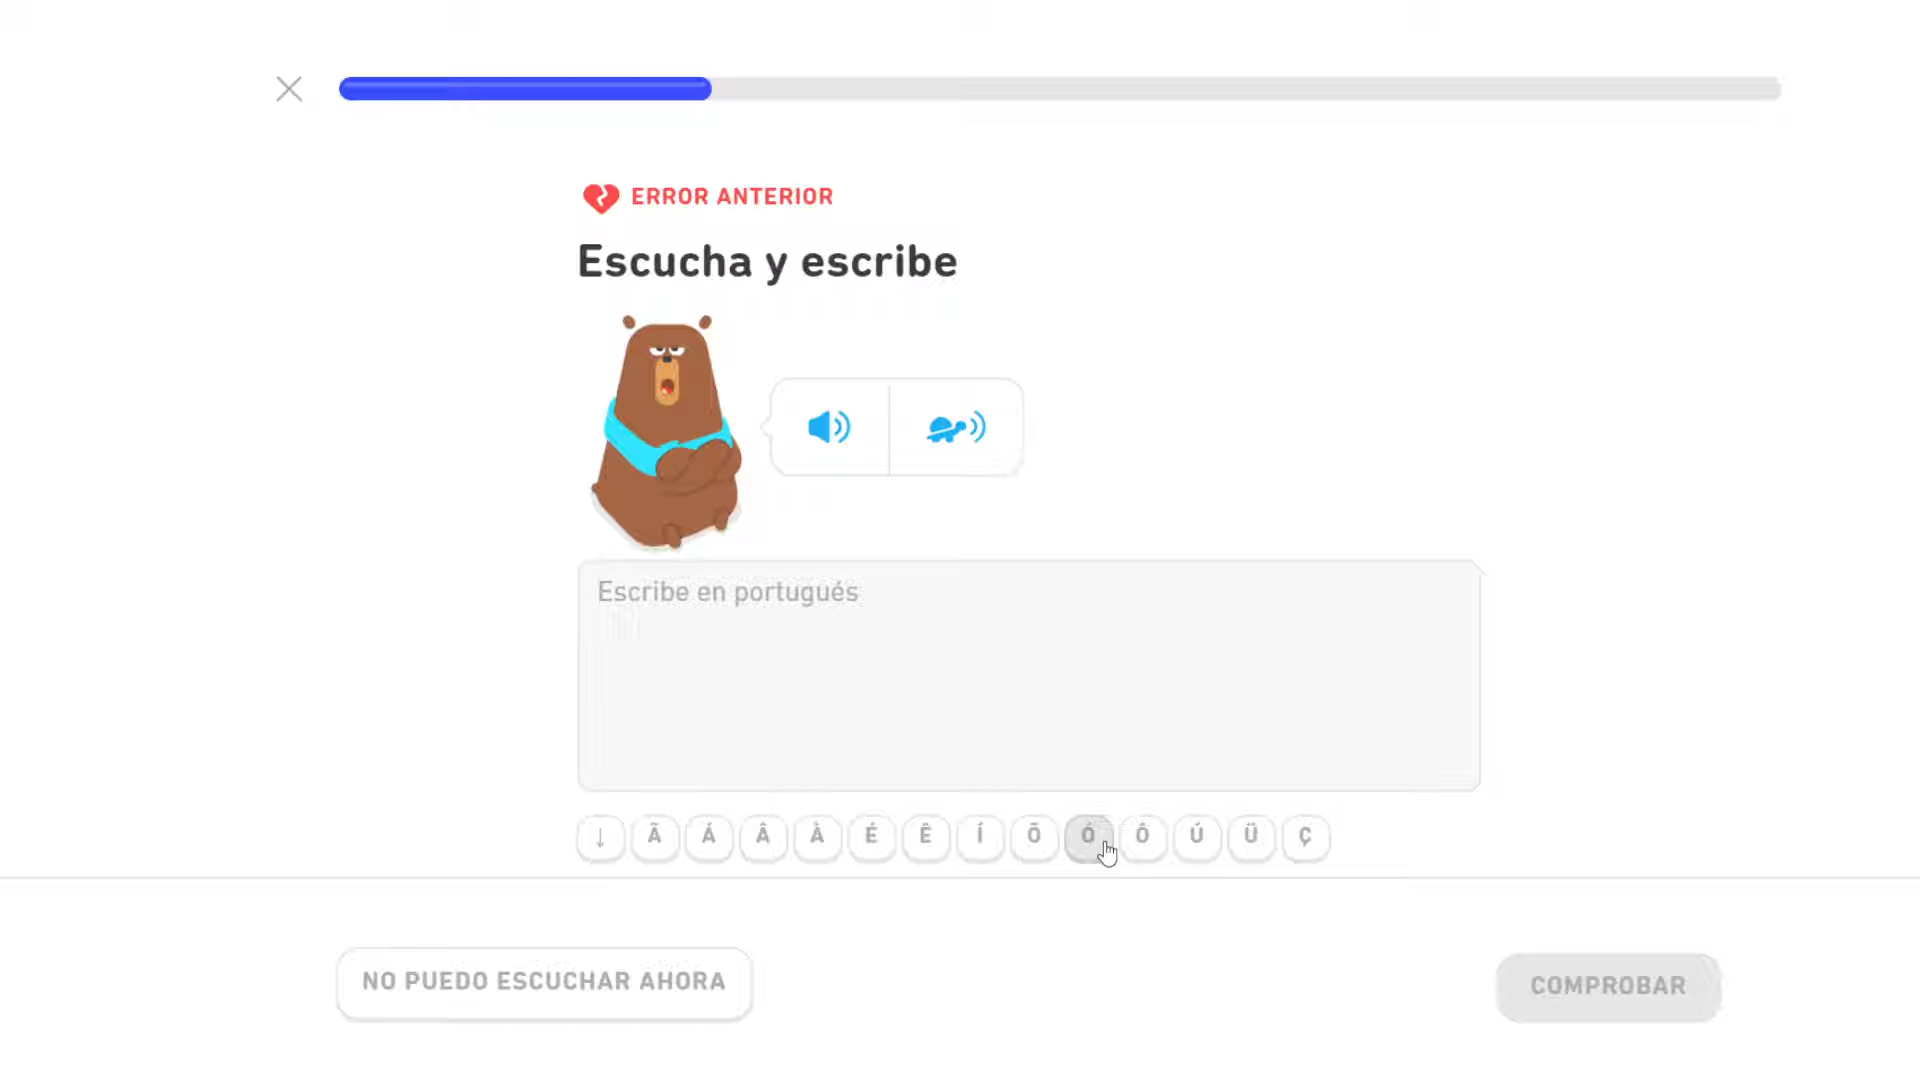 ERROR ANTERIOR
Escucha y escribe
Escribe en portugués
↓ Ã Á Â À É Ê Í Õ Ó Ô Ú Ü Ç
NO PUEDO ESCUCHAR AHORA
COMPROBAR